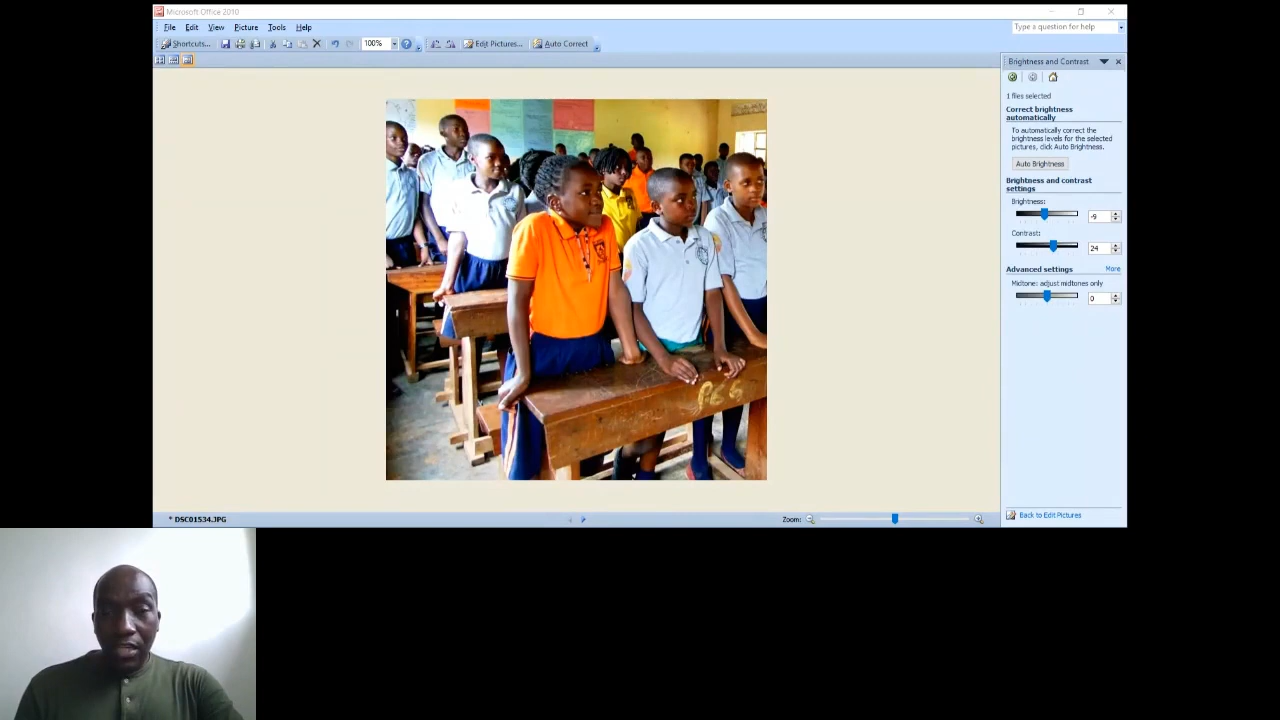 Microsoft Office 2010
File Edit View Picture Tools Help
Type a question for help
Shortcuts... 100% Edit Pictures... Auto Correct
Brightness and Contrast
1 files selected
Correct brightness
automatically
To automatically correct the
brightness levels for the selected
pictures, click Auto Brightness.
Auto Brightness
Brightness and contrast
settings
Brightness:
-9
Contrast:
24
Advanced settings More
Midtone: adjust midtones only
0
Back to Edit Pictures
* DSC01534.JPG
Zoom: